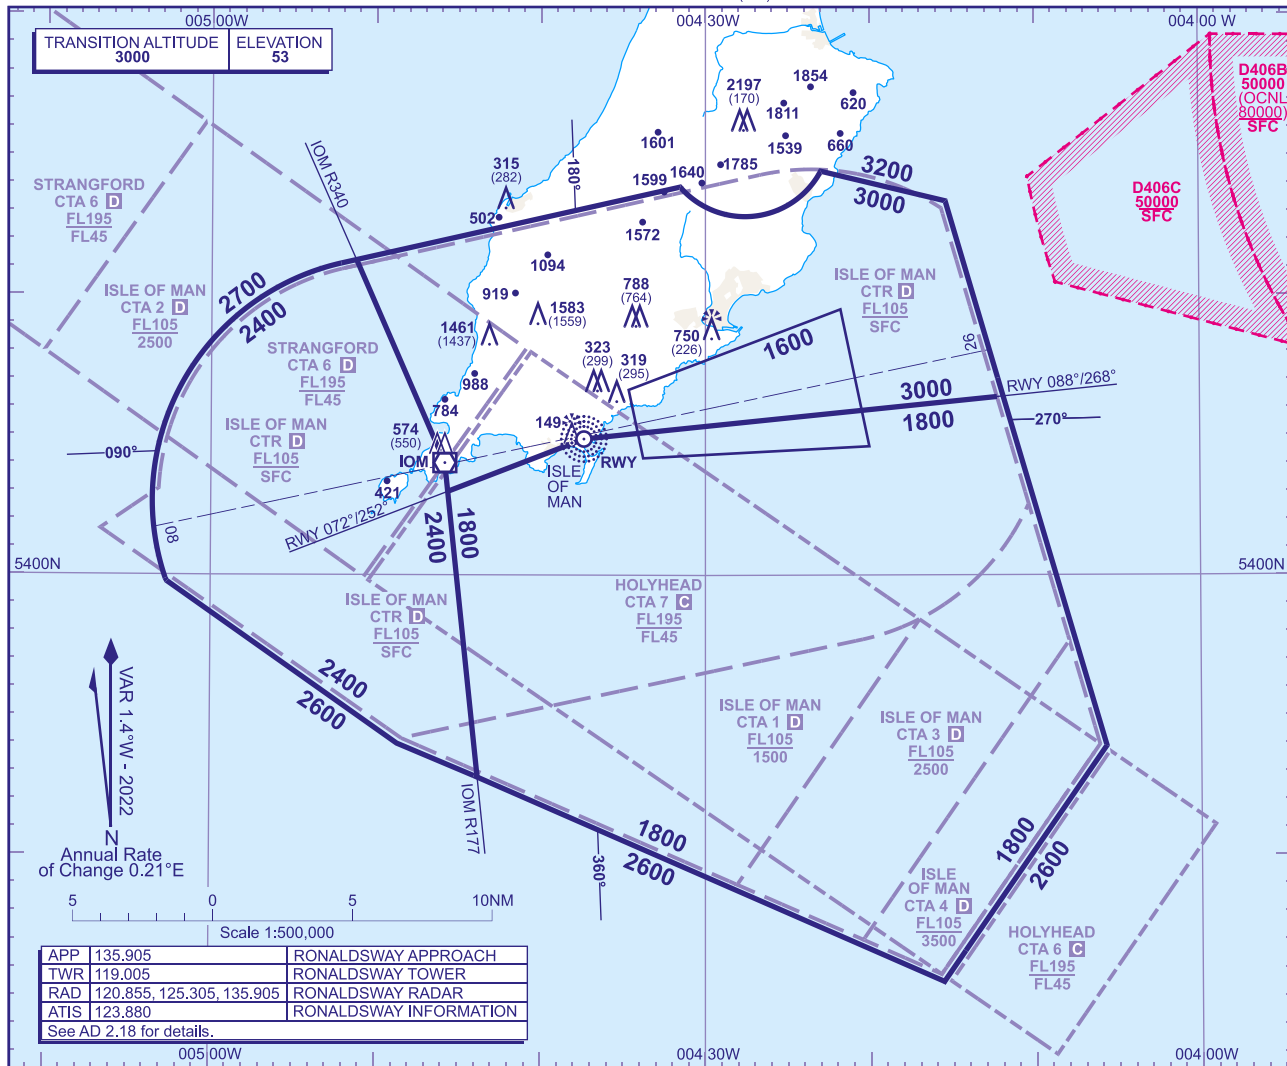 005 00W
004 30W
004 00 W
TRANSITION ALTITUDE
3000
ELEVATION
53
D406B
50000
(OCNL
80000)
SFC
D406C
50000
SFC
2197
(170)
1854
1811
620
1539
660
1601
1785
1640
1599
3200
3000
180°
315
(282)
502
1572
IOM R340
STRANGFORD
CTA 6 D
FL195
FL45
1094
919
788
(764)
1583
(1559)
ISLE OF MAN
CTR D
FL105
SFC
2700
2400
ISLE OF MAN
CTA 2 D
FL105
2500
1461
(1437)
750
(226)
1600
26
STRANGFORD
CTA 6 D
FL195
FL45
323
(299)
319
(295)
988
784
3000
1800
RWY 088°/268°
270°
ISLE OF MAN
CTR D
FL105
SFC
574
(550)
149
090°
IOM
RWY
ISLE
OF
MAN
421
RWY 072°/252°
08
1800
2400
5400N
5400N
ISLE OF MAN
CTR D
FL105
SFC
HOLYHEAD
CTA 7 C
FL195
FL45
2400
2600
VAR 1.4°W - 2022
N
Annual Rate
of Change 0.21°E
ISLE OF MAN
CTA 1 D
FL105
1500
ISLE OF MAN
CTA 3 D
FL105
2500
IOM R177
1800
2600
360°
1800
2600
ISLE
OF MAN
CTA 4 D
FL105
3500
HOLYHEAD
CTA 6 C
FL195
FL45
5 0 5 10NM
Scale 1:500,000
APP 135.905 RONALDSWAY APPROACH
TWR 119.005 RONALDSWAY TOWER
RAD 120.855, 125.305, 135.905 RONALDSWAY RADAR
ATIS 123.880 RONALDSWAY INFORMATION
See AD 2.18 for details.
005 00W
004 30W
004 00 W